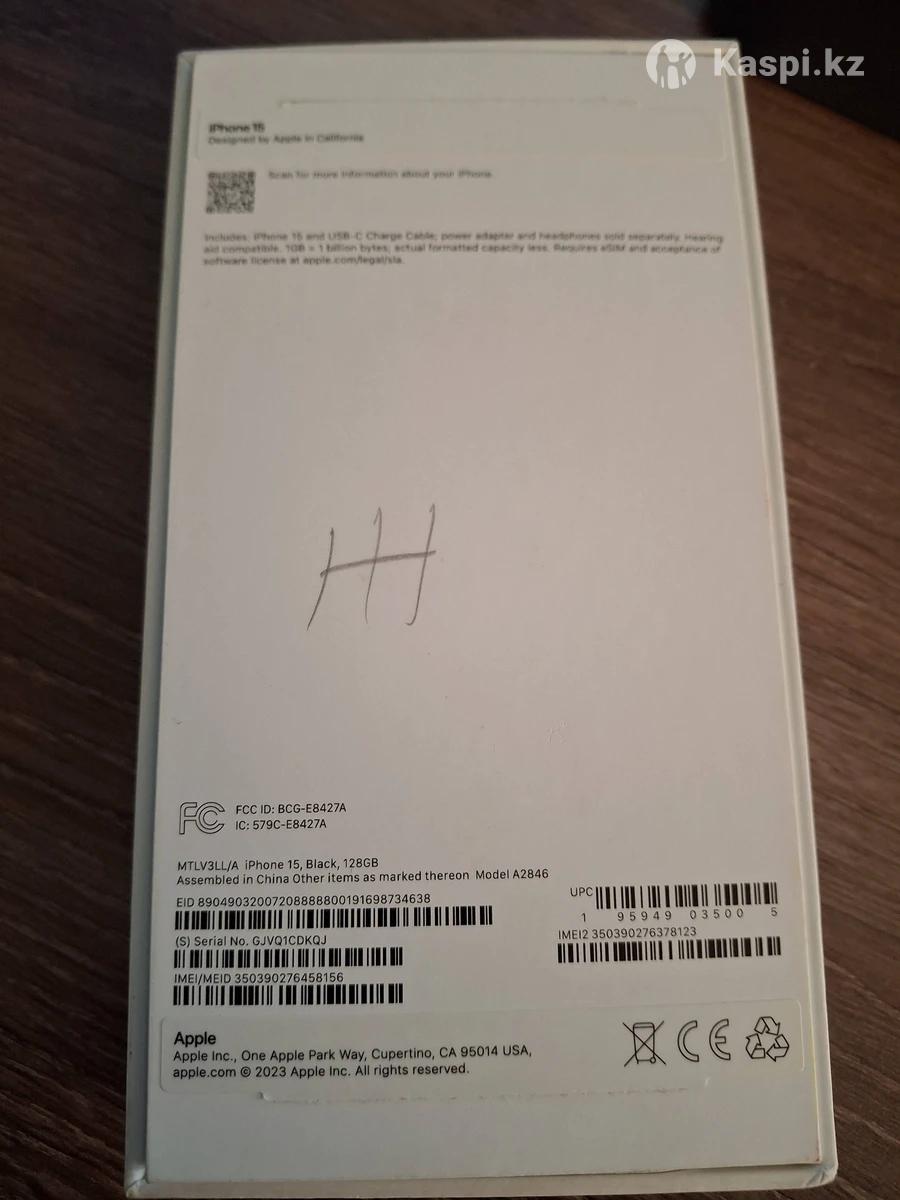 Kaspi.kz
iPhone 15
Designed by Apple in California
Scan for more information about your iPhone.
Includes: iPhone 15 and USB-C Charge Cable; power adapter and headphones sold separately. Hearing
aid compatible. 1GB = 1 billion bytes; actual formatted capacity less. Requires eSIM and acceptance of
software license at apple.com/legal/sla.
FC FCC ID: BCG-E8427A
IC: 579C-E8427A
MTLV3LL/A iPhone 15, Black, 128GB
Assembled in China Other items as marked thereon Model A2846
EID 89049032007208888800191698734638
UPC
1 95949 03500 5
(S) Serial No. GJVQ1CDKQJ
IMEI2 350390276378123
IMEI/MEID 350390276458156
Apple
Apple Inc., One Apple Park Way, Cupertino, CA 95014 USA,
apple.com © 2023 Apple Inc. All rights reserved.
CE